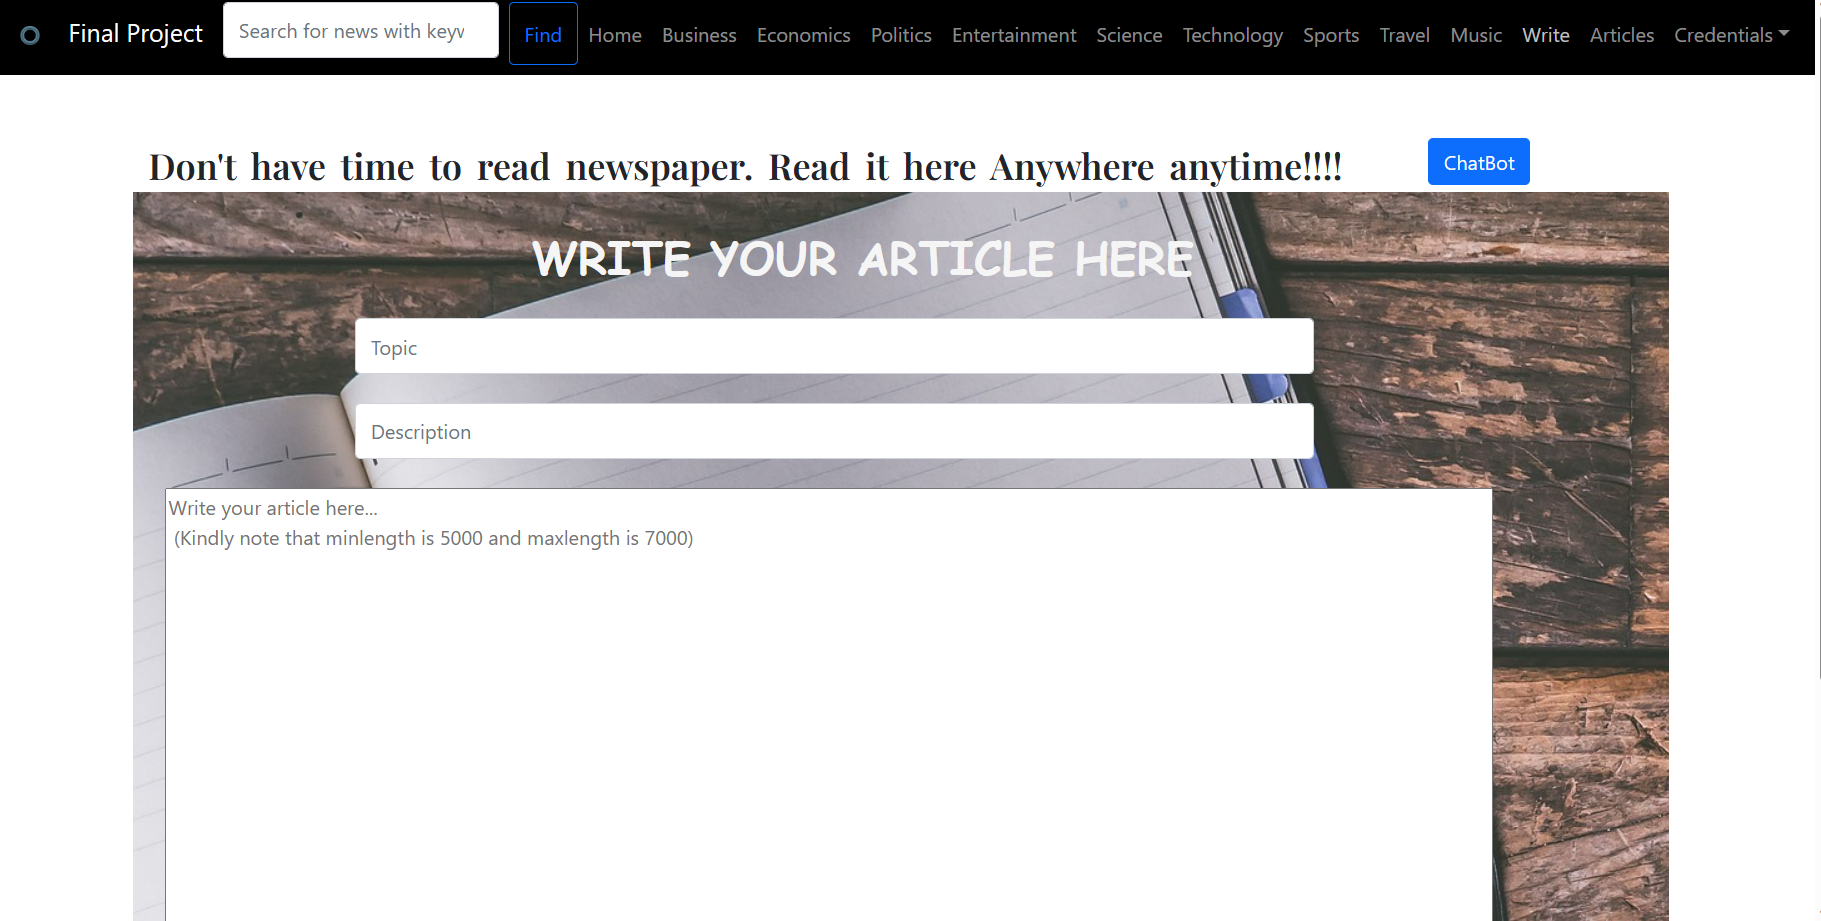 Final Project Search for news with keyw Find Home Business Economics Politics Entertainment Science Technology Sports Travel Music Write Articles Credentials
Don't have time to read newspaper. Read it here Anywhere anytime!!!! ChatBot
WRITE YOUR ARTICLE HERE
Topic
Description
Write your article here...
(Kindly note that minlength is 5000 and maxlength is 7000)